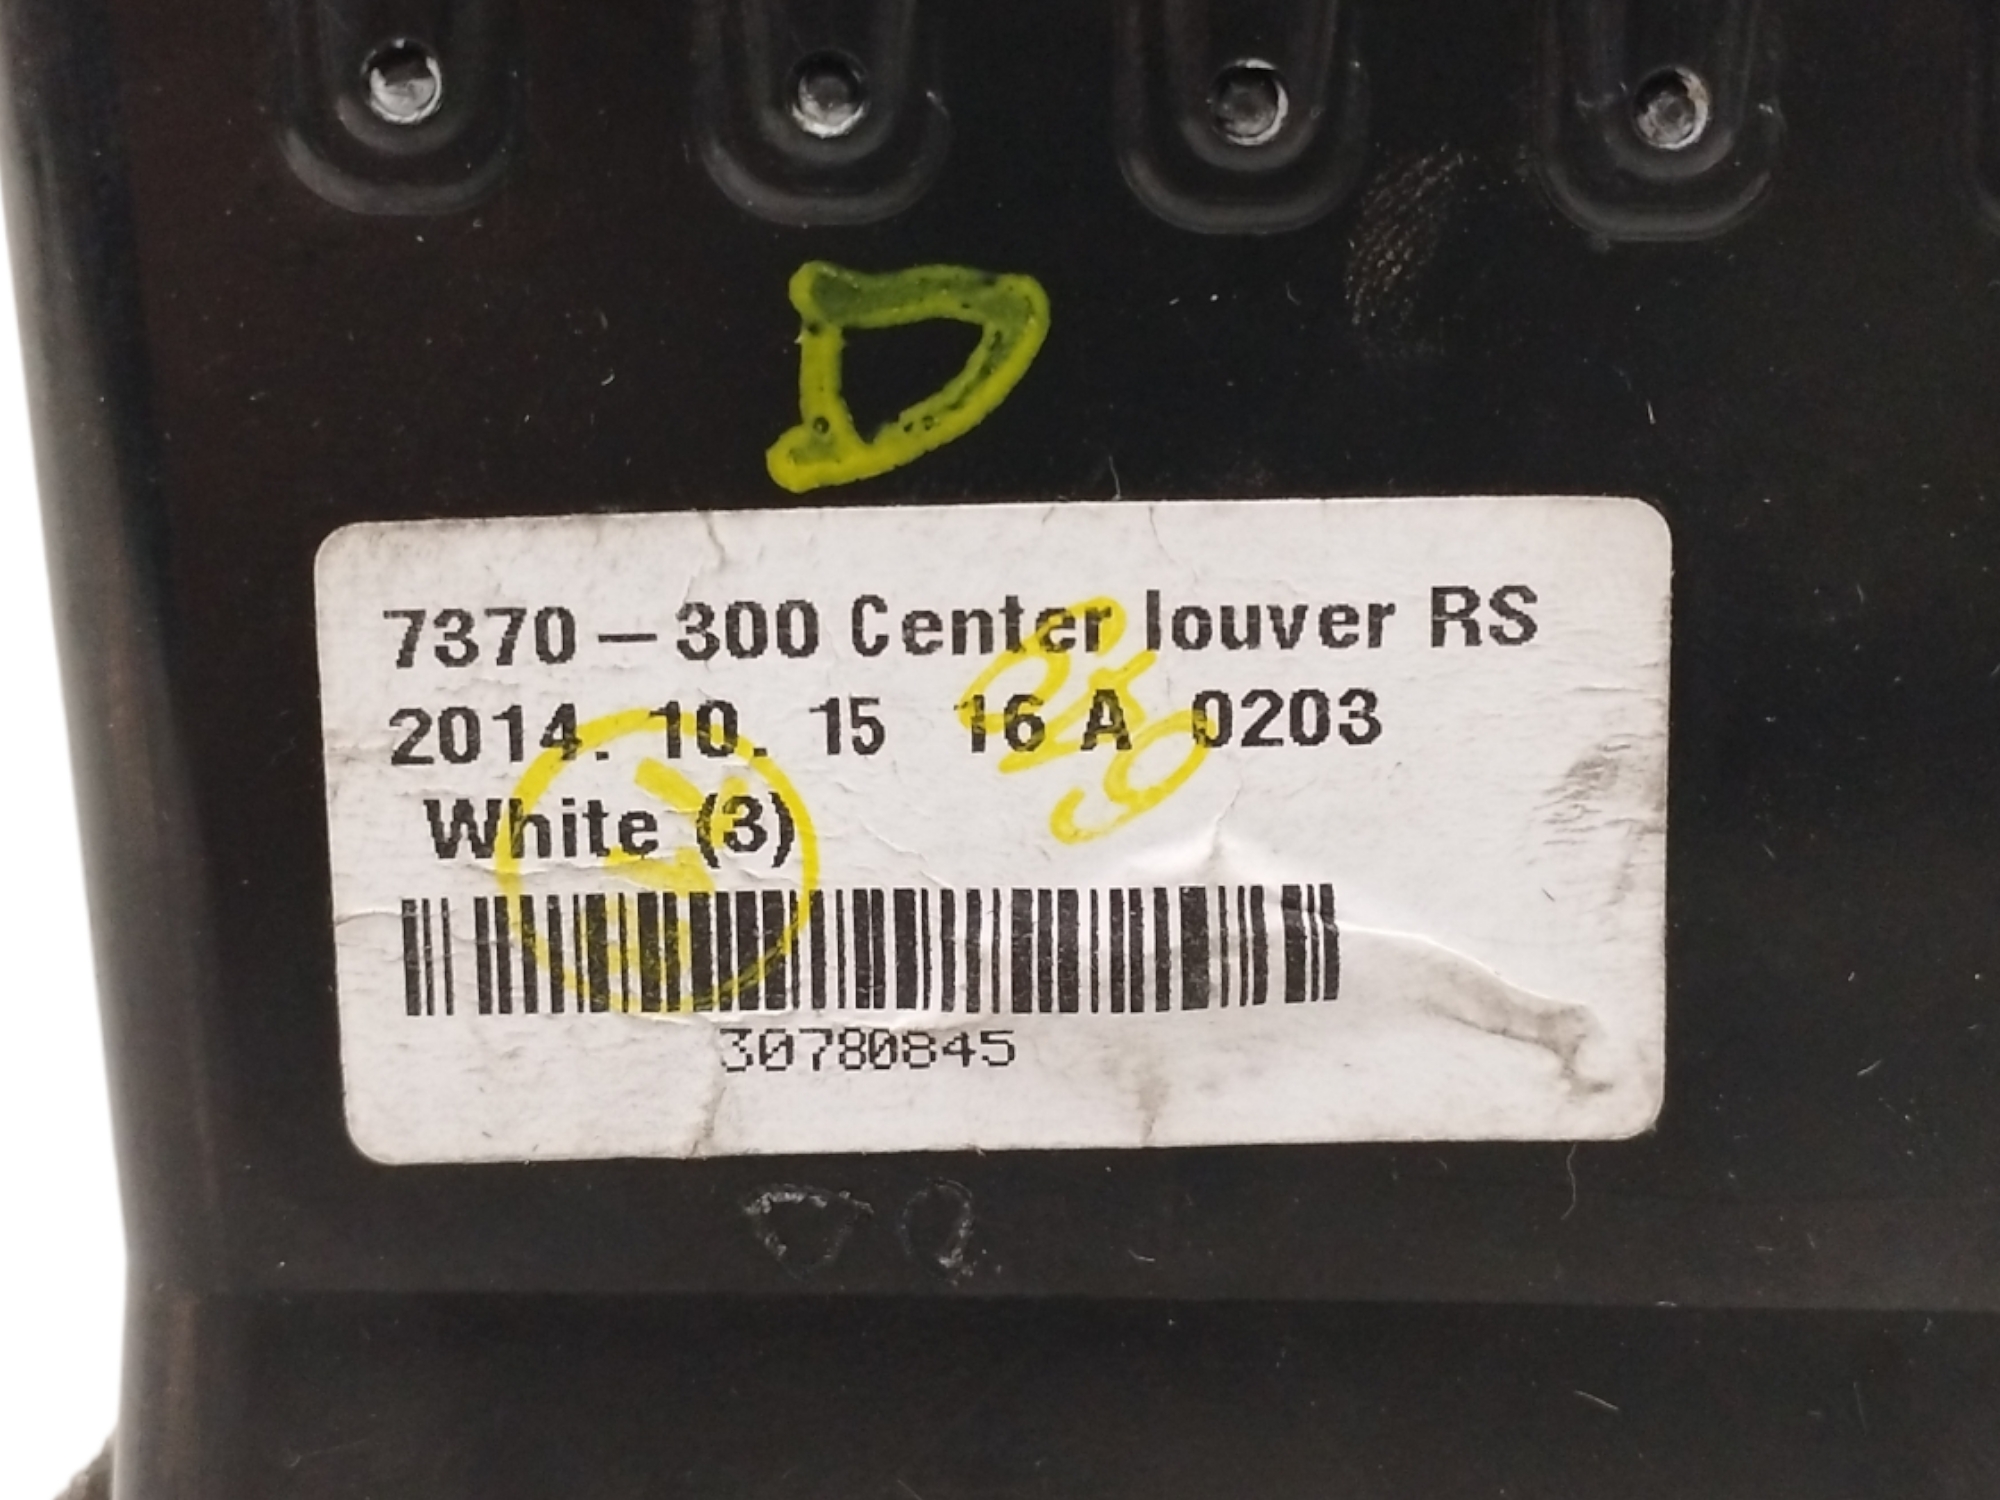 D
7370-300 Center louver RS
2014. 10. 15 16 A 0203
White (3)
30780845